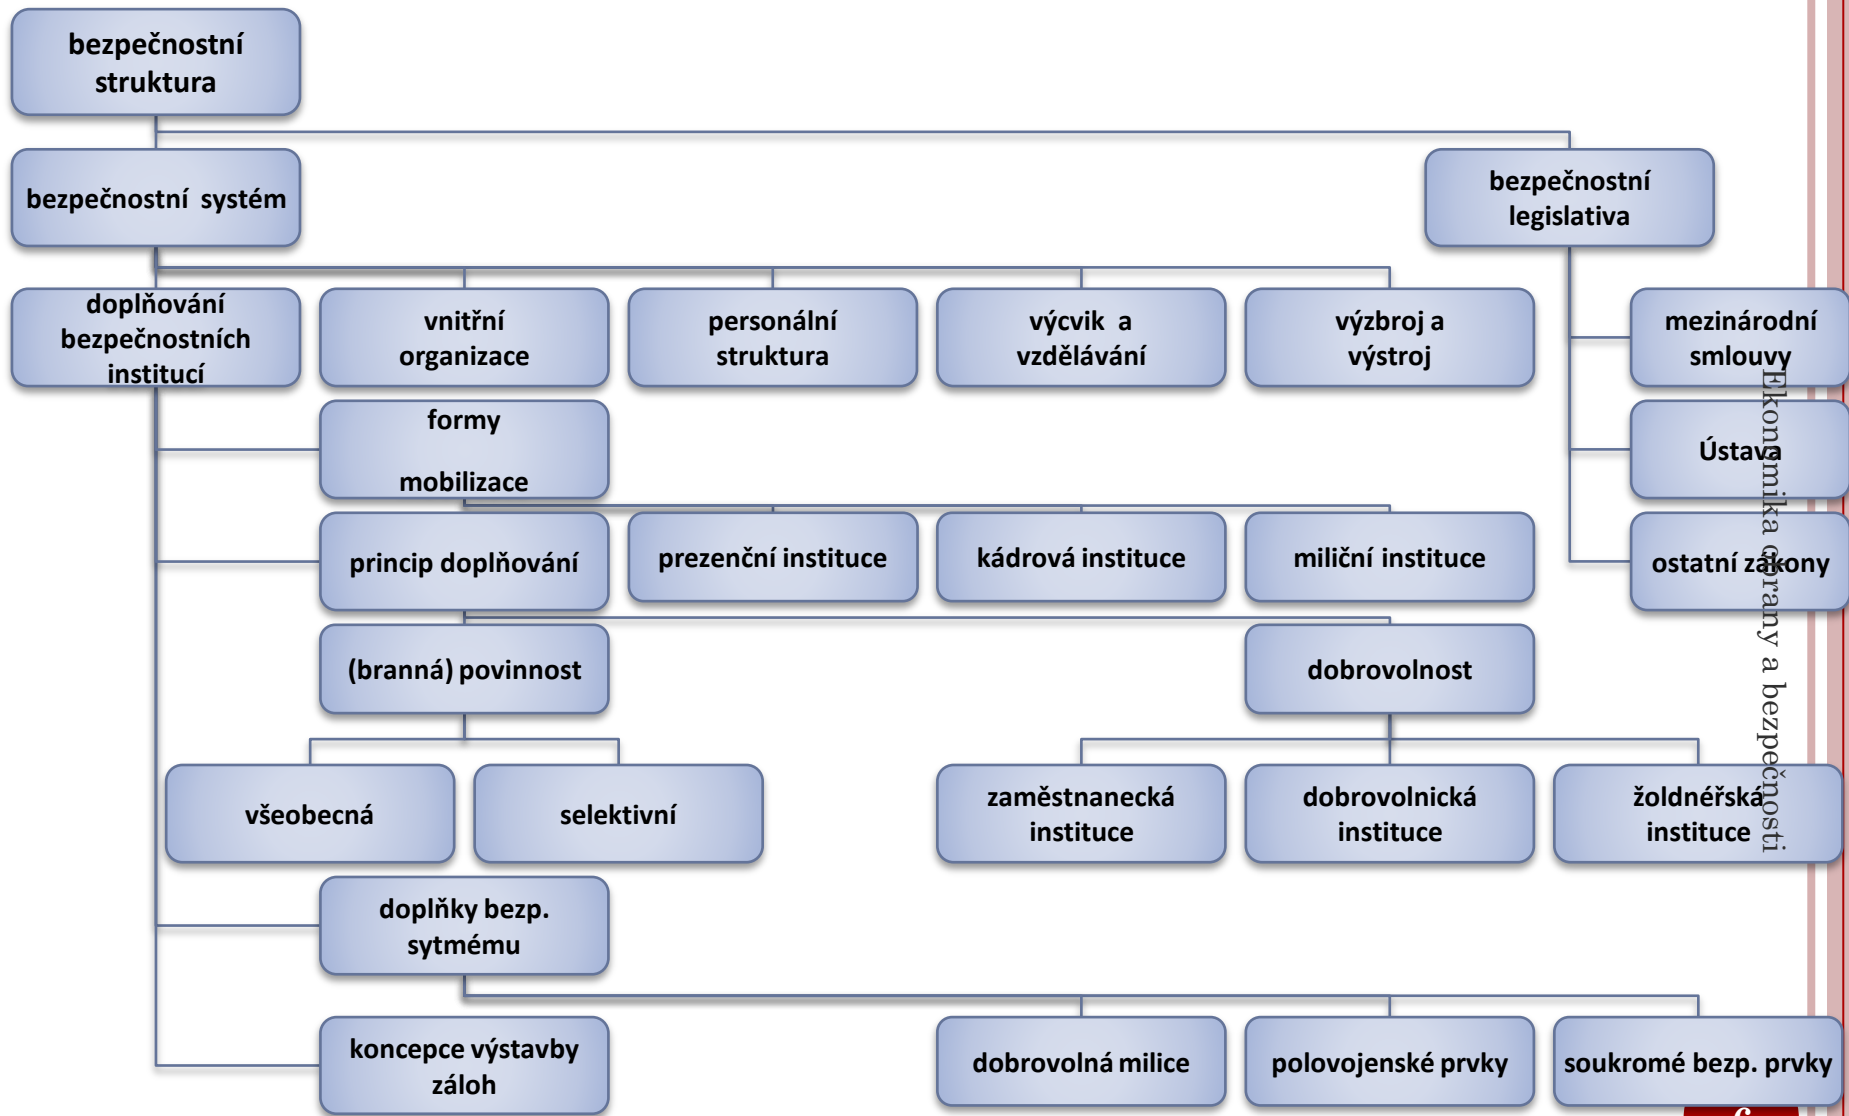 bezpečnostní
struktura
bezpečnostní systém
bezpečnostní
legislativa
doplňování
bezpečnostních
institucí
vnitřní
organizace
personální
struktura
výcvik a
vzdělávání
výzbroj a
výstroj
mezinárodní
smlouvy
formy
mobilizace
Ústava
princip doplňování
prezenční instituce
kádrová instituce
miliční instituce
ostatní zákony
(branná) povinnost
dobrovolnost
všeobecná
selektivní
zaměstnanecká
instituce
dobrovolnická
instituce
žoldnéřská
instituce
doplňky bezp.
sytmému
koncepce výstavby
záloh
dobrovolná milice
polovojenské prvky
soukromé bezp. prvky
Ekonomika obrany a bezpečnosti